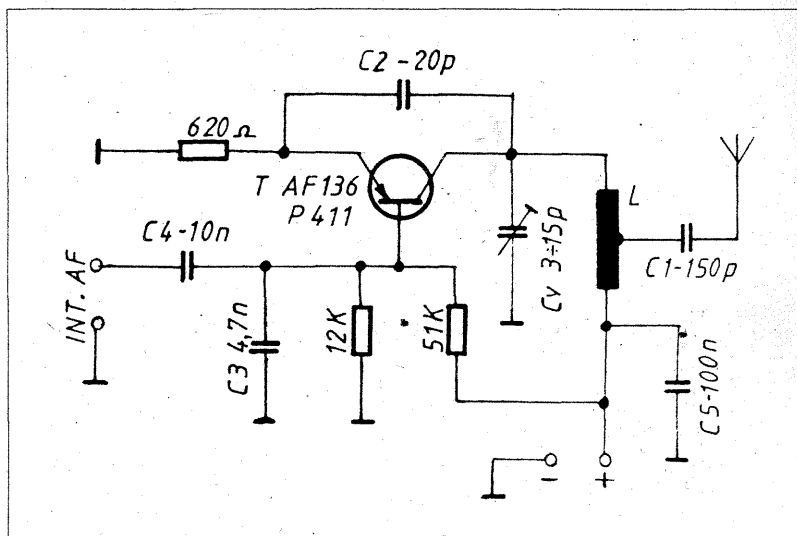 C2-20p
620Ω
T AF136
P411
L
C4-10n
Cv 3÷15p
C1-150p
INT. AF
C3 4,7n
12K
51K
C5-100n
- +